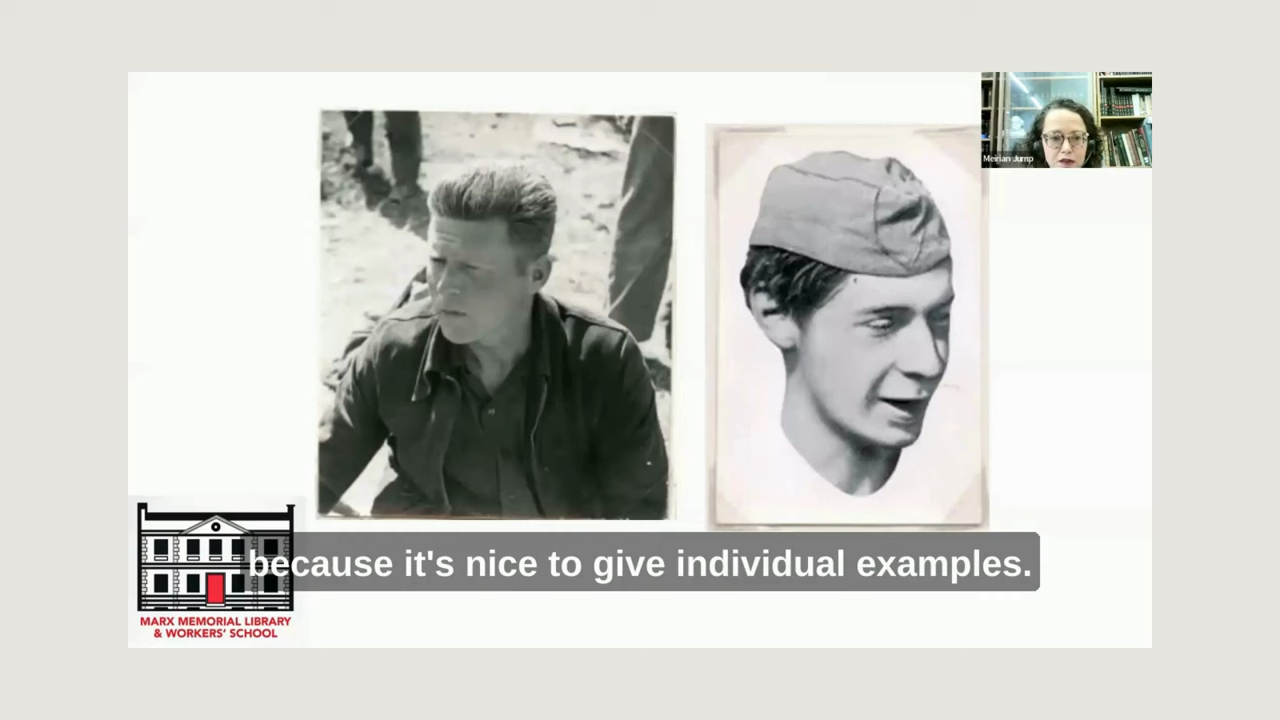 Meirian Jump
because it's nice to give individual examples.
MARX MEMORIAL LIBRARY
& WORKERS' SCHOOL